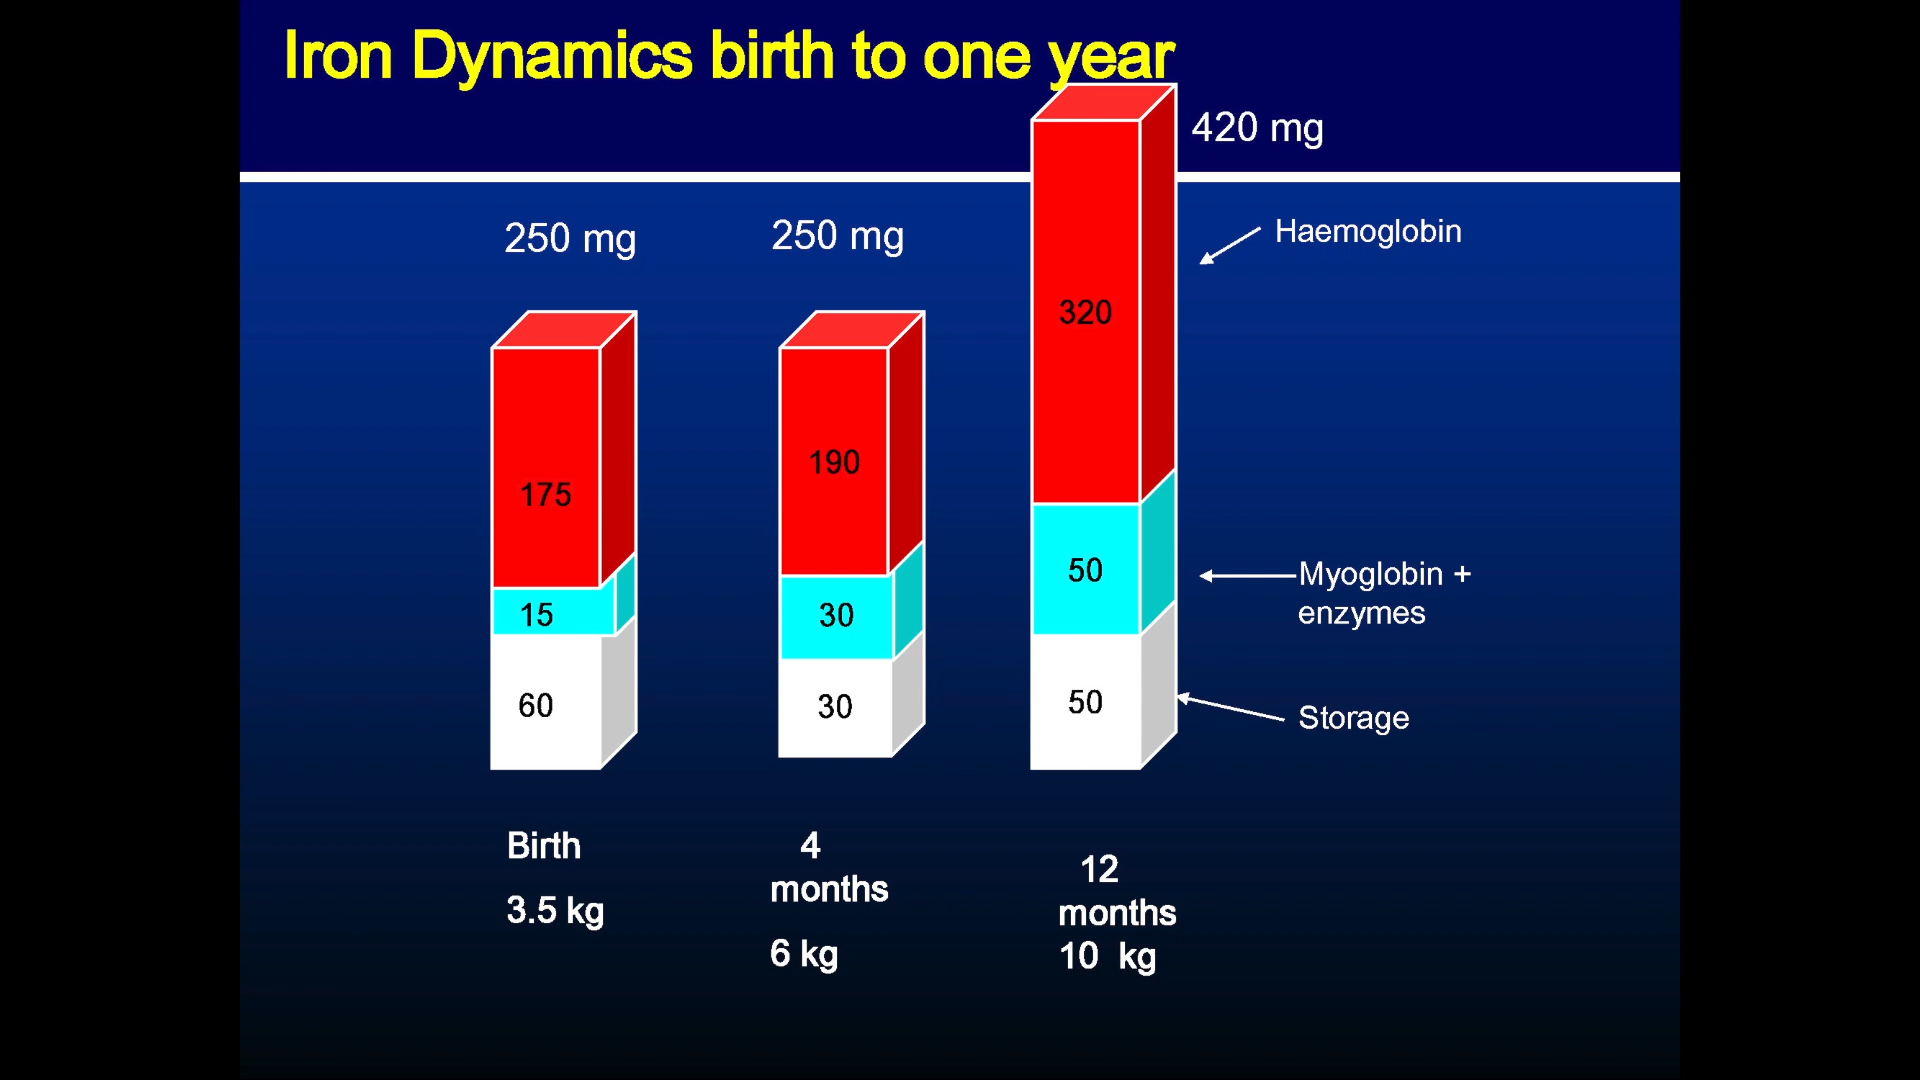 Iron Dynamics birth to one year
420 mg
250 mg
250 mg
Haemoglobin
320
190
175
50
Myoglobin +
enzymes
15
30
60
30
50
Storage
Birth
3.5 kg
4
months
6 kg
12
months
10 kg